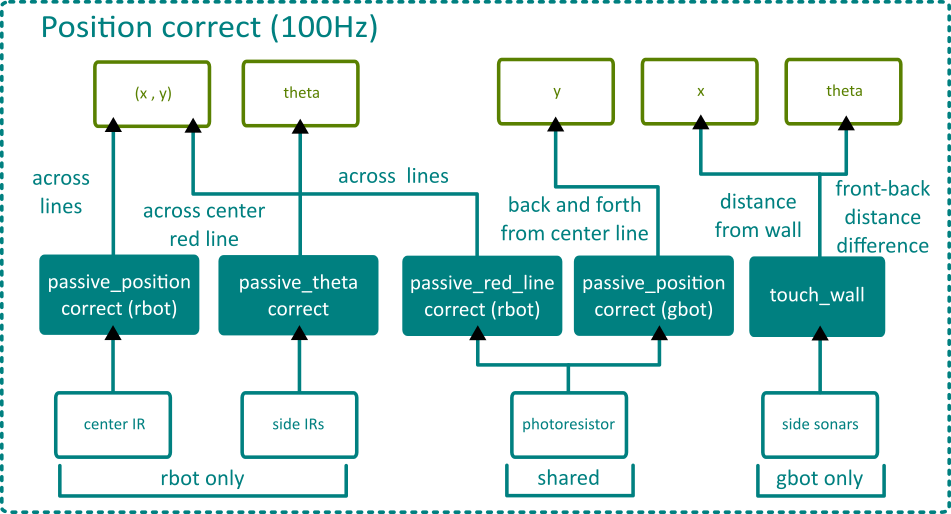 Position correct (100Hz)
(x , y)
theta
y
x
theta
across
lines
across center
red line
across lines
back and forth
from center line
distance
from wall
front-back
distance
difference
passive_position
correct (rbot)
passive_theta
correct
passive_red_line
correct (rbot)
passive_position
correct (gbot)
touch_wall
center IR
side IRs
photoresistor
side sonars
rbot only
shared
gbot only